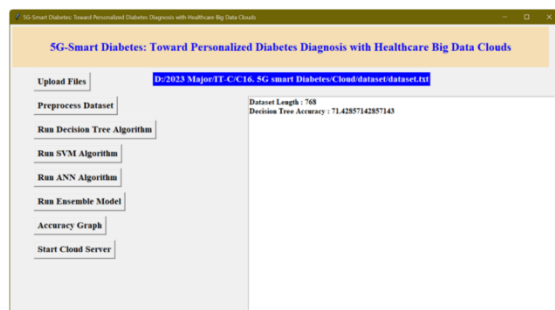 5G-Smart Diabetes: Toward Personalized Diabetes Diagnosis with Healthcare Big Data Clouds
5G-Smart Diabetes: Toward Personalized Diabetes Diagnosis with Healthcare Big Data Clouds
Upload Files
D:/2023 Major/IT-C/C16. 5G smart Diabetes/Cloud/dataset/dataset.txt
Preprocess Dataset
Dataset Length : 768
Decision Tree Accuracy : 71.42857142857143
Run Decision Tree Algorithm
Run SVM Algorithm
Run ANN Algorithm
Run Ensemble Model
Accuracy Graph
Start Cloud Server